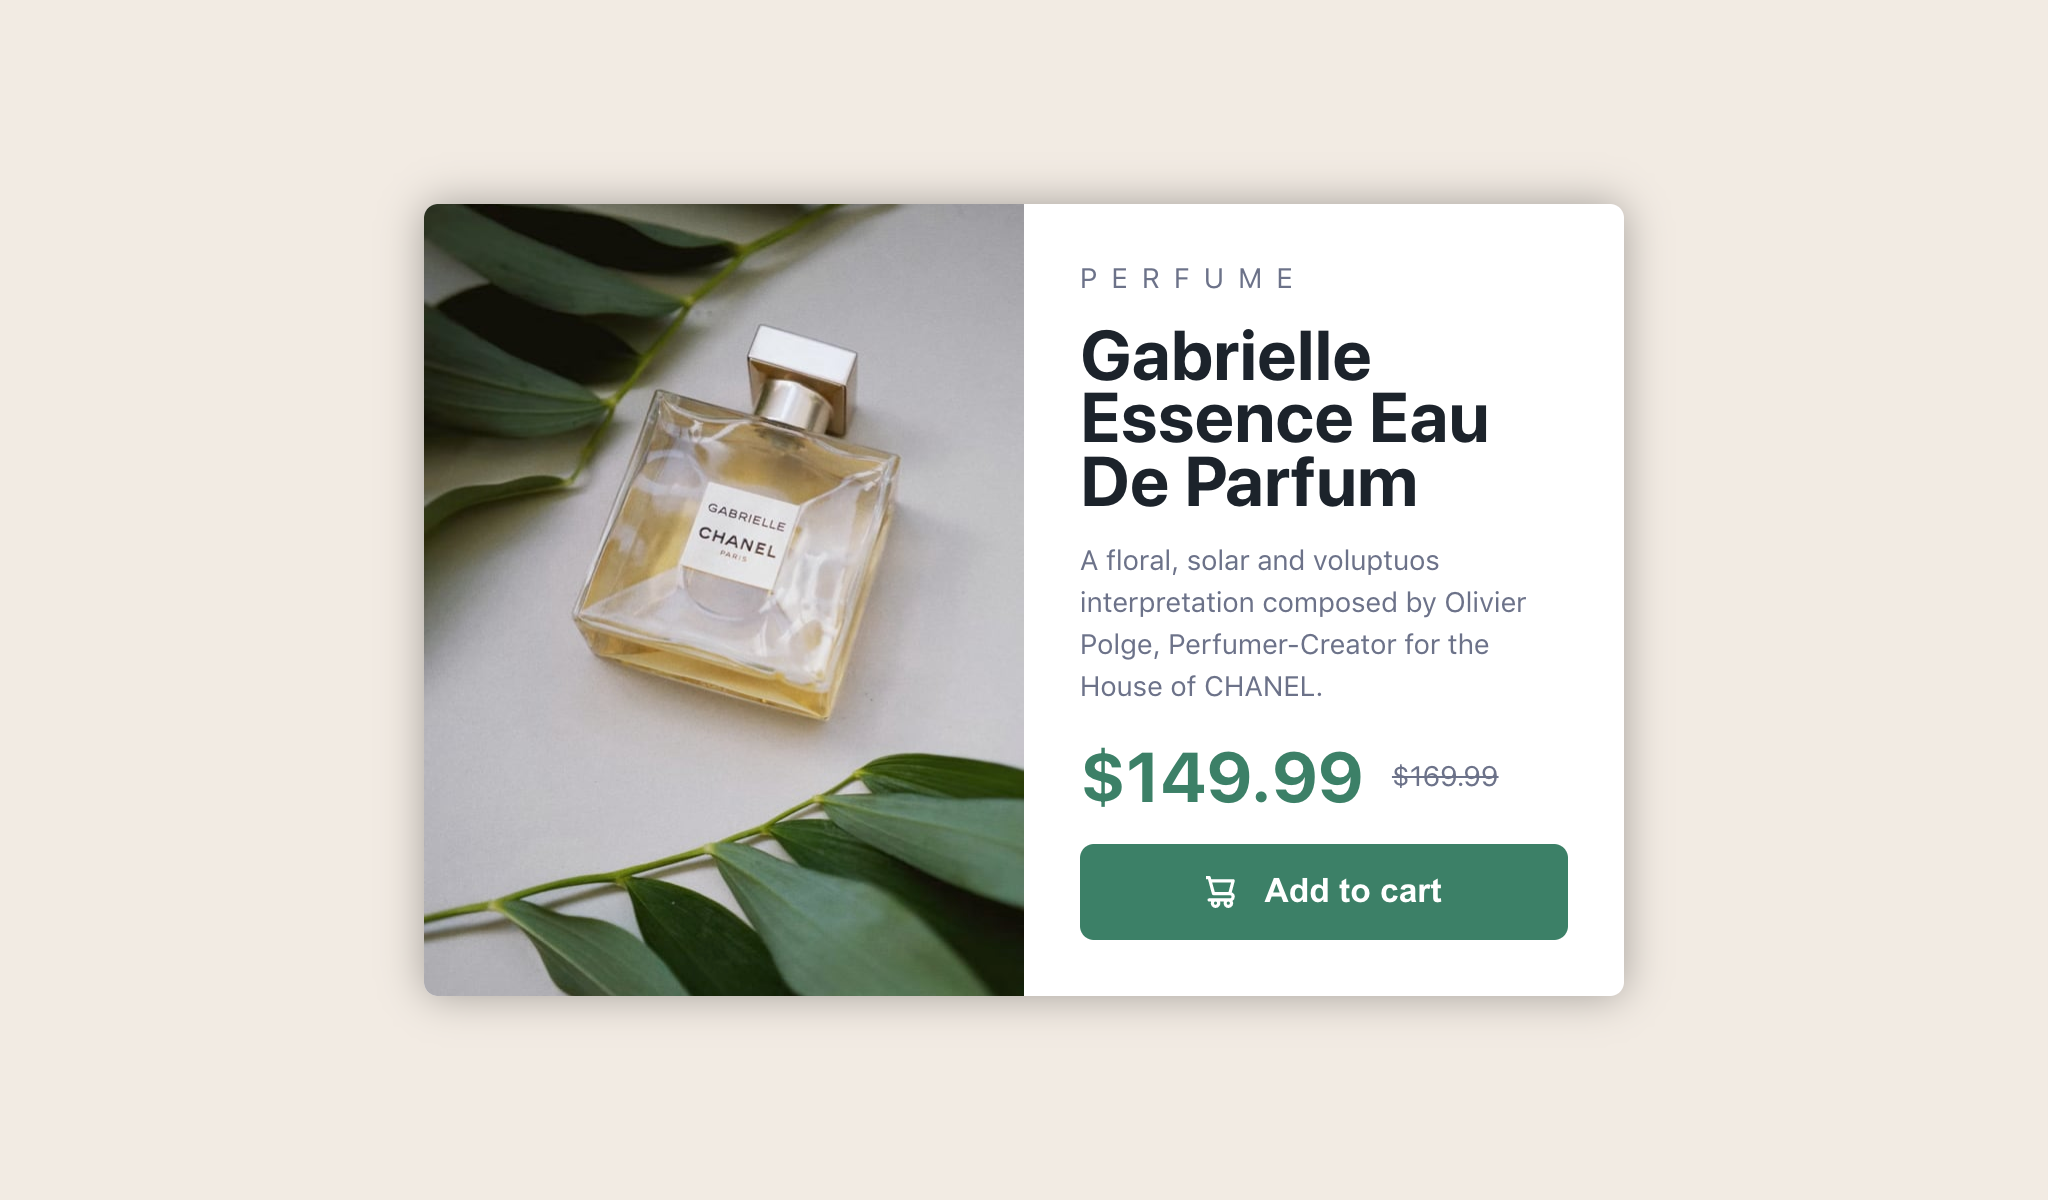 GABRIELLE
CHANEL
PARIS
PERFUME
Gabrielle
Essence Eau
De Parfum
A floral, solar and voluptuos
interpretation composed by Olivier
Polge, Perfumer-Creator for the
House of CHANEL.
$149.99 $169.99
Add to cart